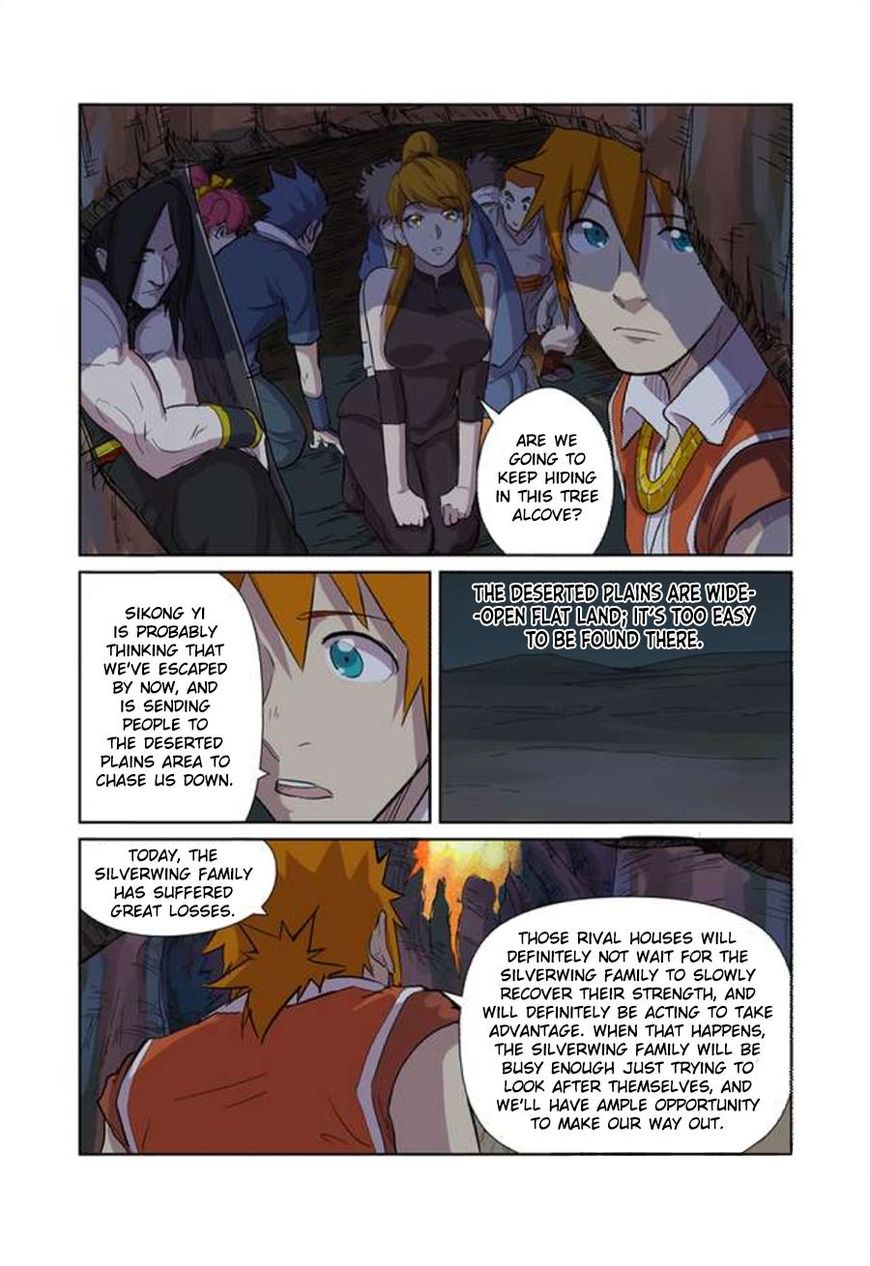 ARE WE
GOING TO
KEEP HIDING
IN THIS TREE
ALCOVE?
SIKONG YI
IS PROBABLY
THINKING THAT
WE'VE ESCAPED
BY NOW, AND
IS SENDING
PEOPLE TO
THE DESERTED
PLAINS AREA TO
CHASE US DOWN.
THE DESERTED PLAINS ARE WIDE-
-OPEN FLAT LAND; IT'S TOO EASY
TO BE FOUND THERE.
TODAY, THE
SILVERWING FAMILY
HAS SUFFERED
GREAT LOSSES.
THOSE RIVAL HOUSES WILL
DEFINITELY NOT WAIT FOR THE
SILVERWING FAMILY TO SLOWLY
RECOVER THEIR STRENGTH, AND
WILL DEFINITELY BE ACTING TO TAKE
ADVANTAGE. WHEN THAT HAPPENS,
THE SILVERWING FAMILY WILL BE
BUSY ENOUGH JUST TRYING TO
LOOK AFTER THEMSELVES, AND
WE'LL HAVE AMPLE OPPORTUNITY
TO MAKE OUR WAY OUT.